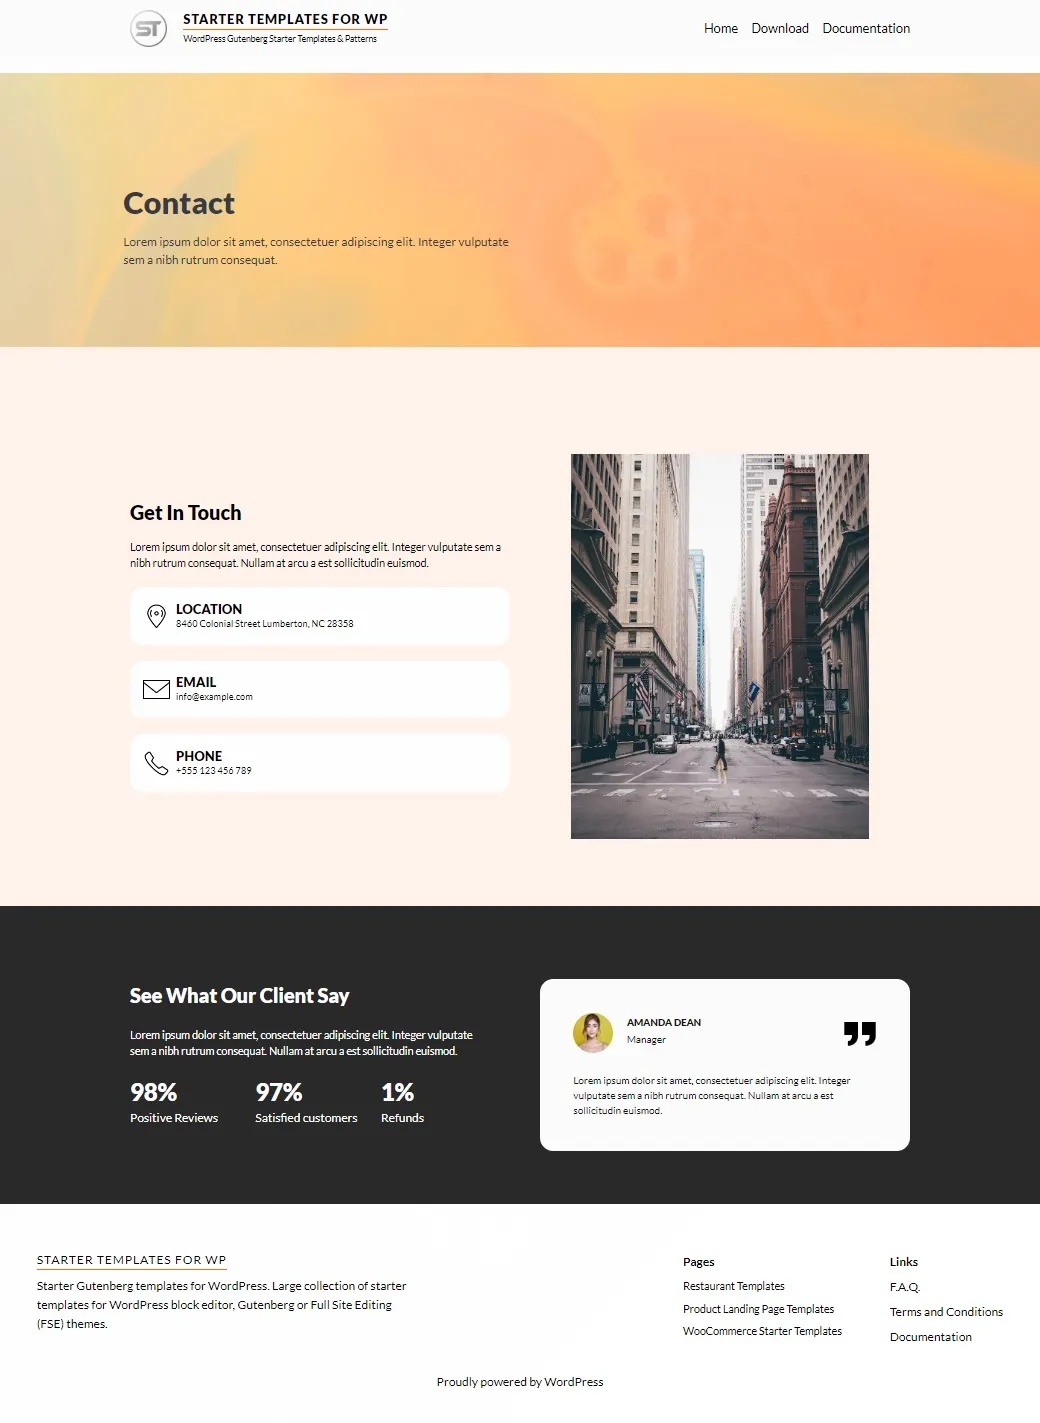 ST
STARTER TEMPLATES FOR WP
WordPress Gutenberg Starter Templates & Patterns
Home Download Documentation
Contact
Lorem ipsum dolor sit amet, consectetuer adipiscing elit. Integer vulputate
sem a nibh rutrum consequat.
Get In Touch
Lorem ipsum dolor sit amet, consectetuer adipiscing elit. Integer vulputate sem a
nibh rutrum consequat. Nullam at arcu a est sollicitudin euismod.
LOCATION
8460 Colonial Street Lumberton, NC 28358
EMAIL
info@example.com
PHONE
+555 123 456 789
See What Our Client Say
Lorem ipsum dolor sit amet, consectetuer adipiscing elit. Integer vulputate
sem a nibh rutrum consequat. Nullam at arcu a est sollicitudin euismod.
98%
Positive Reviews
97%
Satisfied customers
1%
Refunds
AMANDA DEAN
Manager
Lorem ipsum dolor sit amet, consectetuer adipiscing elit. Integer
vulputate sem a nibh rutrum consequat. Nullam at arcu a est
sollicitudin euismod.
STARTER TEMPLATES FOR WP
Starter Gutenberg templates for WordPress. Large collection of starter
templates for WordPress block editor, Gutenberg or Full Site Editing
(FSE) themes.
Pages
Restaurant Templates
Product Landing Page Templates
WooCommerce Starter Templates
Links
F.A.Q.
Terms and Conditions
Documentation
Proudly powered by WordPress